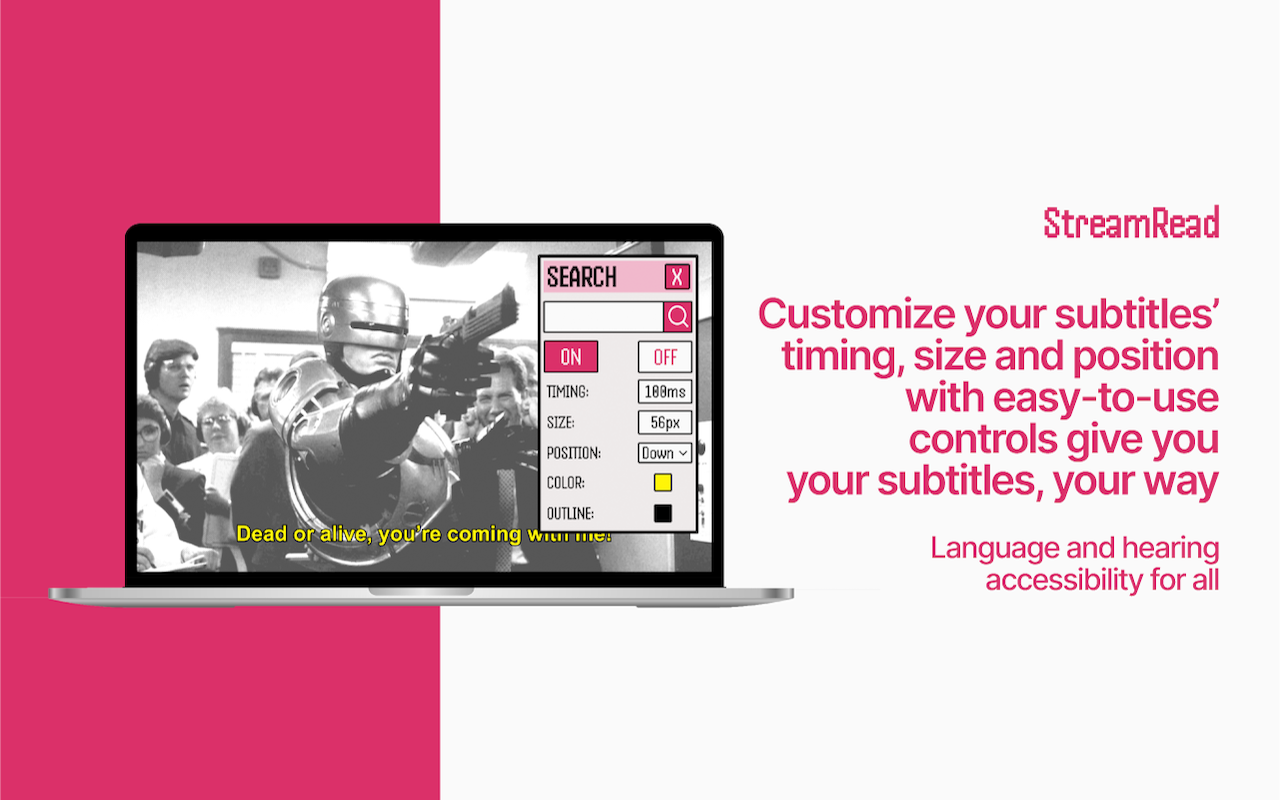 StreamRead
Customize your subtitles’
timing, size and position
with easy-to-use
controls give you
your subtitles, your way
Language and hearing
accessibility for all
SEARCH X
ON OFF
TIMING: 100ms
SIZE: 56px
POSITION: Down
COLOR:
OUTLINE:
Dead or alive, you’re coming with me!